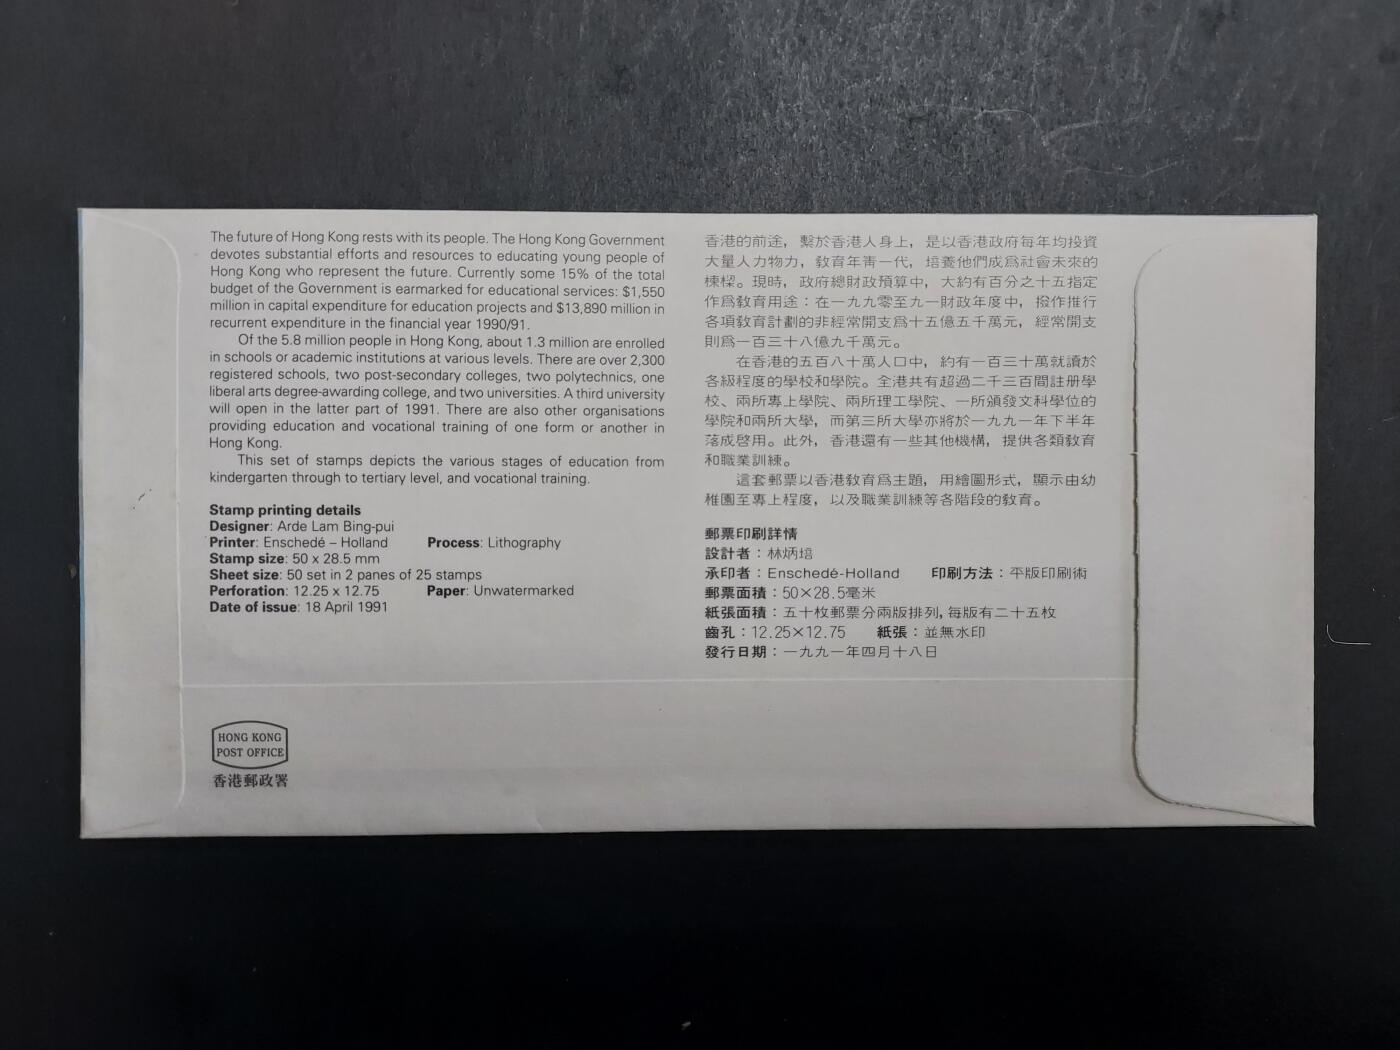 The future of Hong Kong rests with its people. The Hong Kong Government
devotes substantial efforts and resources to educating young people of
Hong Kong who represent the future. Currently some 15% of the total
budget of the Government is earmarked for educational services: $1,550
million in capital expenditure for education projects and $13,890 million in
recurrent expenditure in the financial year 1990/91.
Of the 5.8 million people in Hong Kong, about 1.3 million are enrolled
in schools or academic institutions at various levels. There are over 2,300
registered schools, two post-secondary colleges, two polytechnics, one
liberal arts degree-awarding college, and two universities. A third university
will open in the latter part of 1991. There are also other organisations
providing education and vocational training of one form or another in
Hong Kong.
This set of stamps depicts the various stages of education from
kindergarten through to tertiary level, and vocational training.
Stamp printing details
Designer: Arde Lam Bing-pui
Printer: Enschedé – Holland Process: Lithography
Stamp size: 50 x 28.5 mm
Sheet size: 50 set in 2 panes of 25 stamps
Perforation: 12.25 x 12.75 Paper: Unwatermarked
Date of issue: 18 April 1991
香港的前途，繫於香港人身上，是以香港政府每年均投資
大量人力物力，敎育年靑一代，培養他們成爲社會未來的
棟樑。現時，政府總財政預算中，大約有百分之十五指定
作爲敎育用途：在一九九零至九一財政年度中，撥作推行
各項敎育計劃的非經常開支爲十五億五千萬元，經常開支
則爲一百三十八億九千萬元。
在香港的五百八十萬人口中，約有一百三十萬就讀於
各級程度的學校和學院。全港共有超過二千三百間註册學
校、兩所專上學院、兩所理工學院、一所頒發文科學位的
學院和兩所大學，而第三所大學亦將於一九九一年下半年
落成啓用。此外，香港還有一些其他機構，提供各類敎育
和職業訓練。
這套郵票以香港敎育爲主題，用繪圖形式，顯示由幼
稚園至專上程度，以及職業訓練等各階段的敎育。
郵票印刷詳情
設計者：林炳培
承印者：Enschedé-Holland 印刷方法：平版印刷術
郵票面積：50×28.5毫米
紙張面積：五十枚郵票分兩版排列，每版有二十五枚
齒孔：12.25×12.75 紙張：並無水印
發行日期：一九九一年四月十八日
HONG KONG
POST OFFICE
香港郵政署